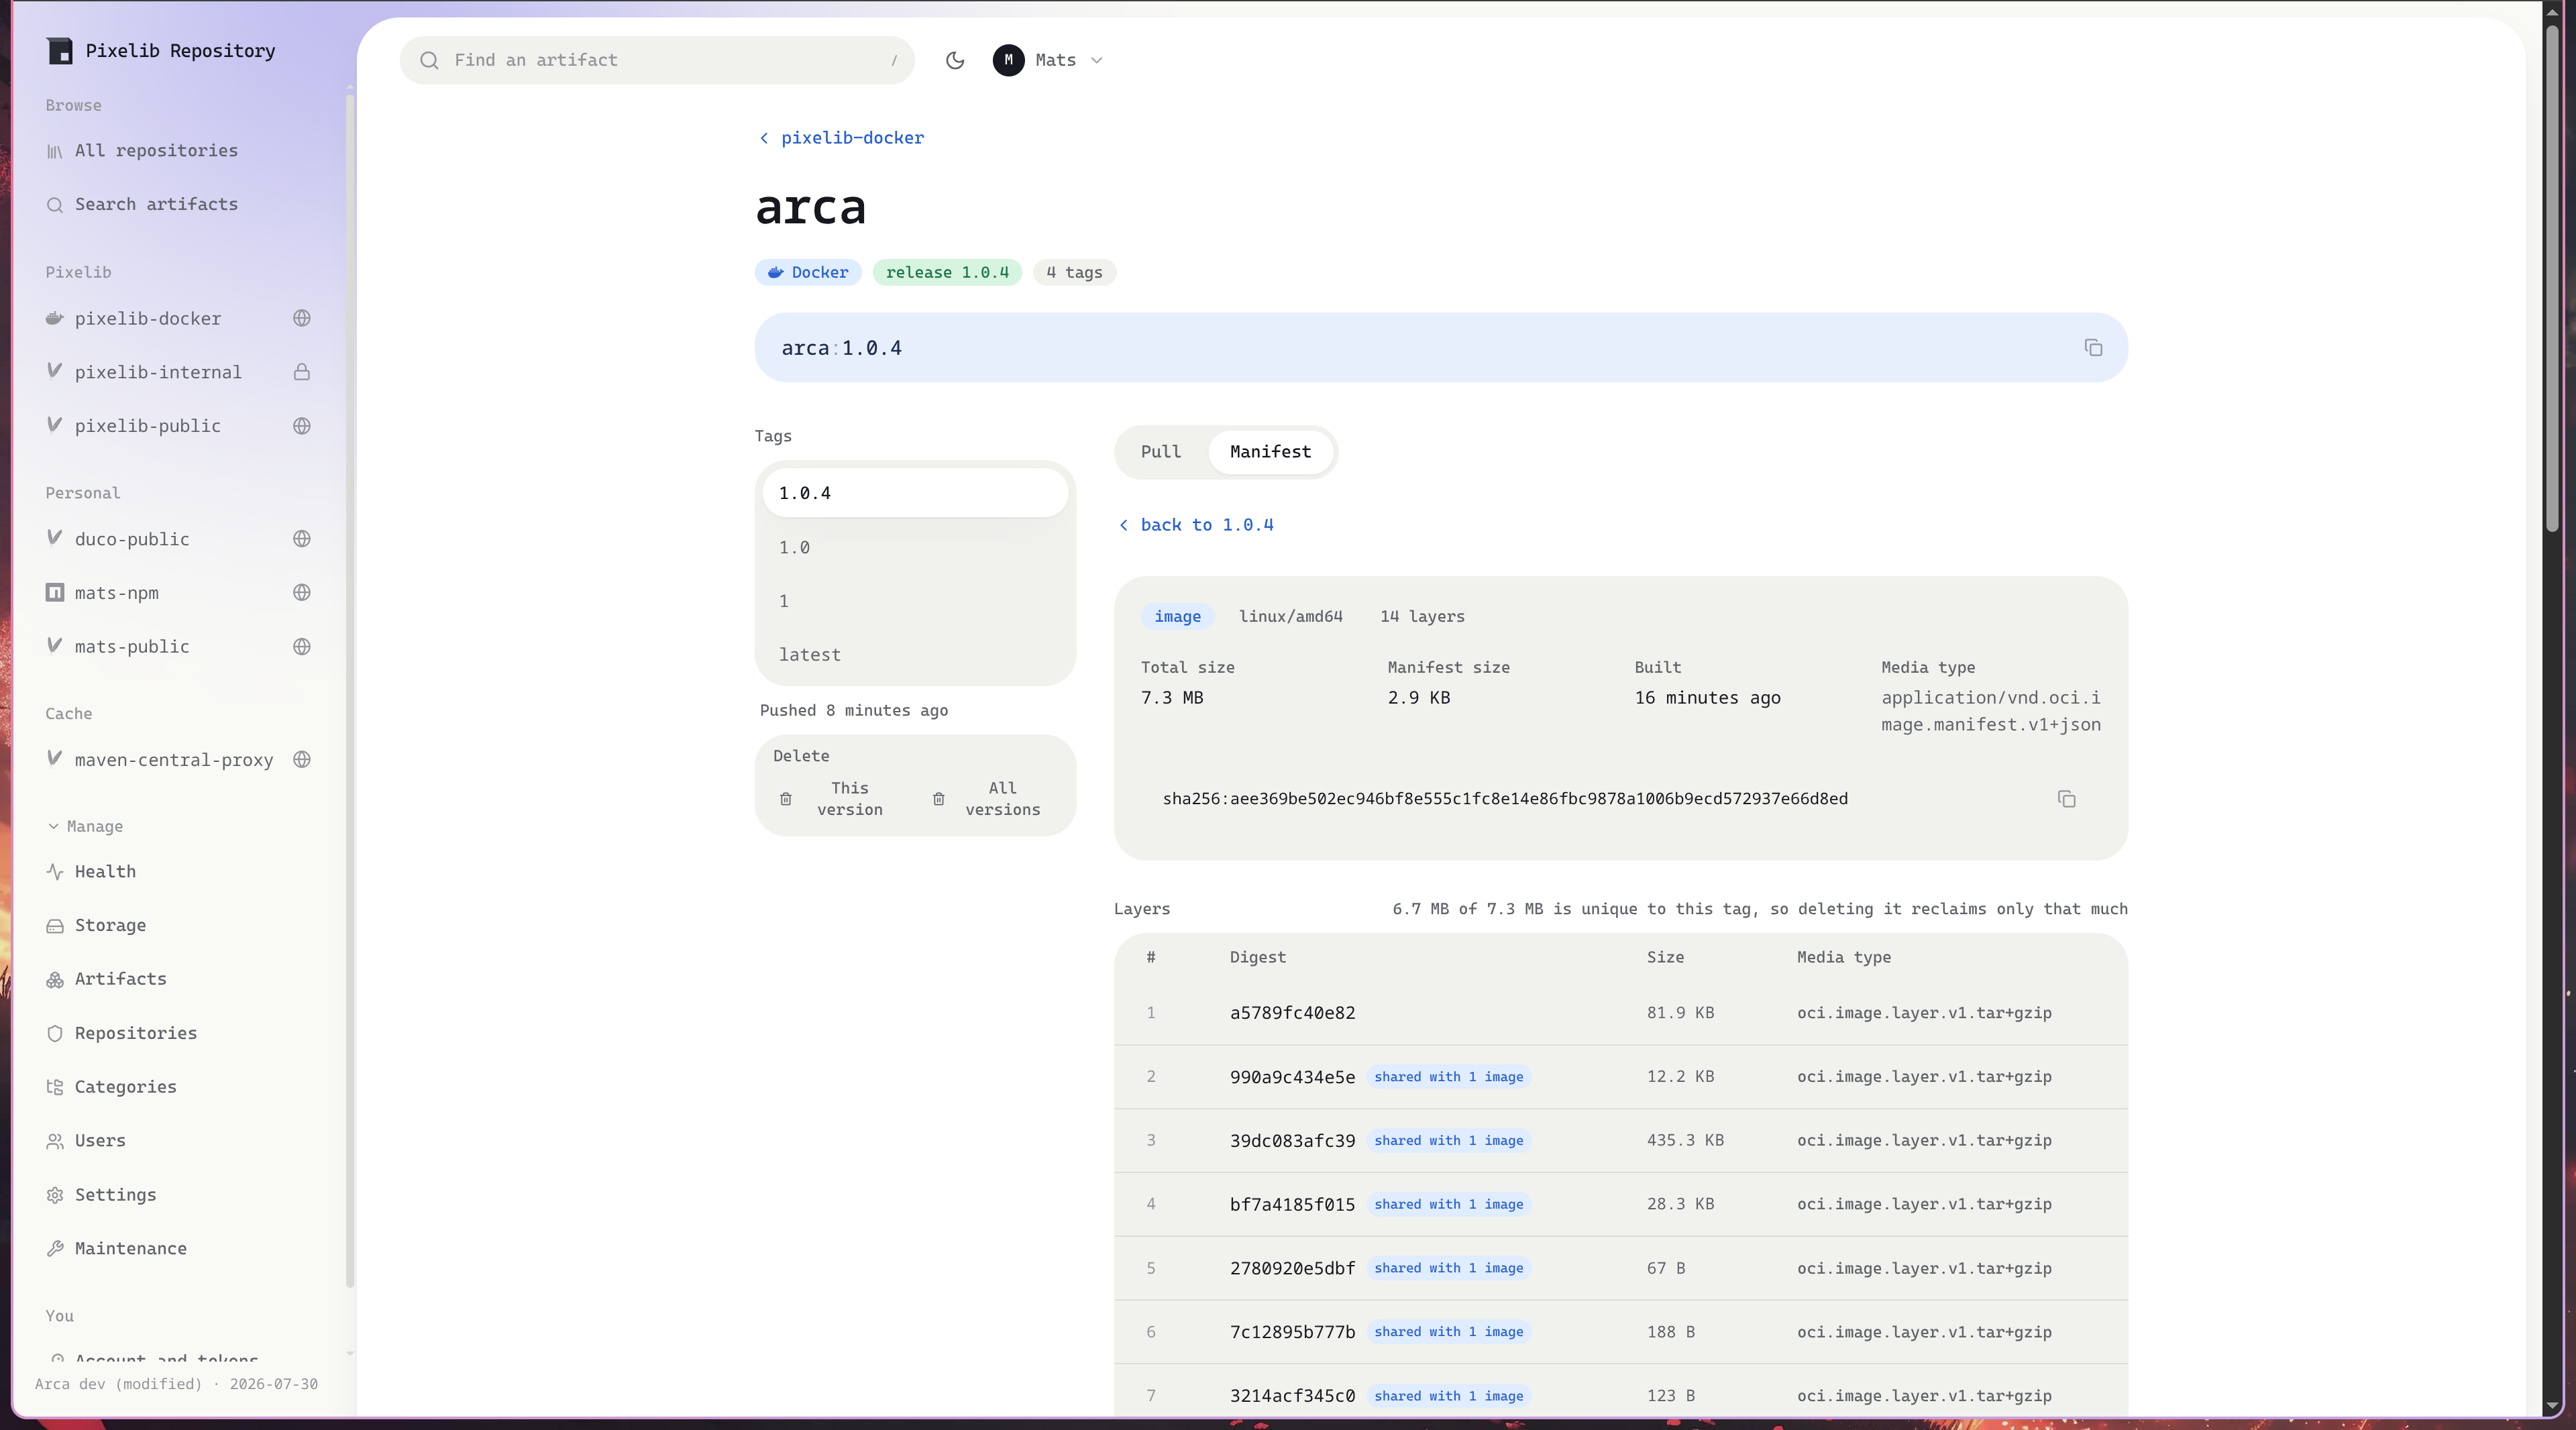 Pixelib Repository
Browse
All repositories
Search artifacts
Pixelib
pixelib-docker
pixelib-internal
pixelib-public
Personal
duco-public
mats-npm
mats-public
Cache
maven-central-proxy
Manage
Health
Storage
Artifacts
Repositories
Categories
Users
Settings
Maintenance
You
Account and tokens
Arca dev (modified) · 2026-07-30
Find an artifact /
M Mats
pixelib-docker
arca
Docker release 1.0.4 4 tags
arca:1.0.4
Tags
1.0.4
1.0
1
latest
Pushed 8 minutes ago
Delete
This version
All versions
Pull Manifest
back to 1.0.4
image linux/amd64 14 layers
Total size Manifest size Built Media type
7.3 MB 2.9 KB 16 minutes ago application/vnd.oci.i
mage.manifest.v1+json
sha256:aee369be502ec946bf8e555c1fc8e14e86fbc9878a1006b9ecd572937e66d8ed
Layers 6.7 MB of 7.3 MB is unique to this tag, so deleting it reclaims only that much
# Digest Size Media type
1 a5789fc40e82 81.9 KB oci.image.layer.v1.tar+gzip
2 990a9c434e5e shared with 1 image 12.2 KB oci.image.layer.v1.tar+gzip
3 39dc083afc39 shared with 1 image 435.3 KB oci.image.layer.v1.tar+gzip
4 bf7a4185f015 shared with 1 image 28.3 KB oci.image.layer.v1.tar+gzip
5 2780920e5dbf shared with 1 image 67 B oci.image.layer.v1.tar+gzip
6 7c12895b777b shared with 1 image 188 B oci.image.layer.v1.tar+gzip
7 3214acf345c0 shared with 1 image 123 B oci.image.layer.v1.tar+gzip